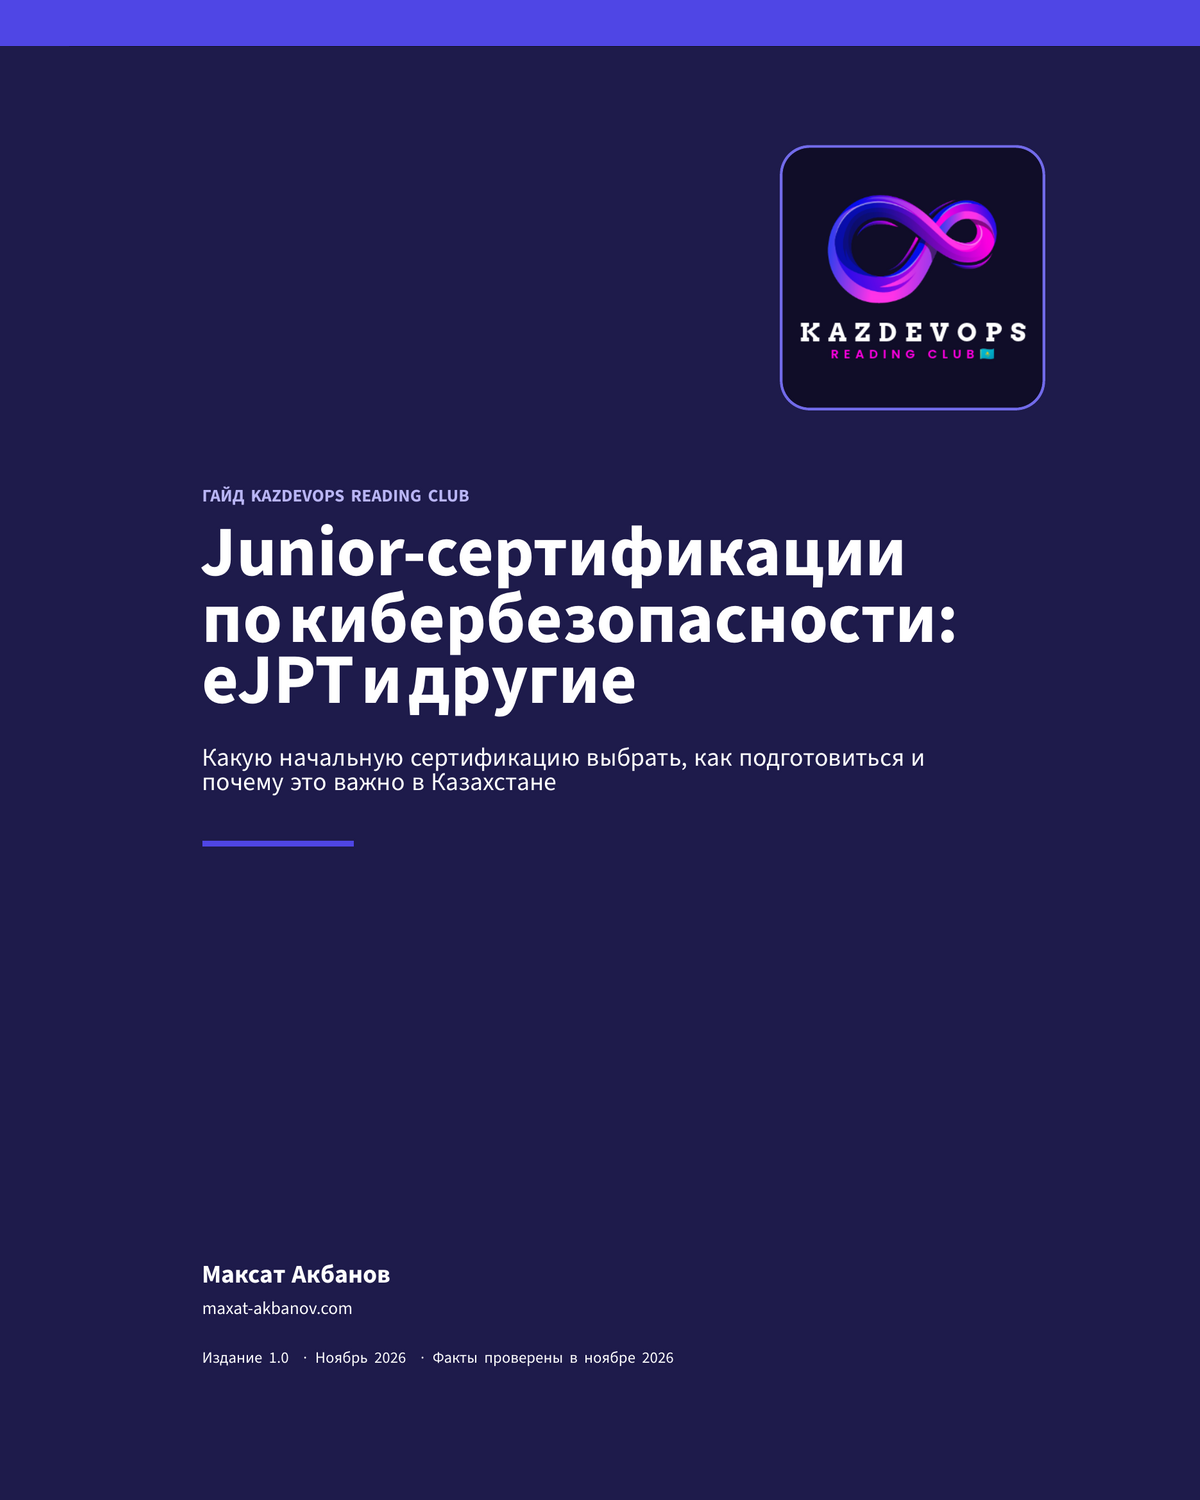 KAZDEVOPS
READING CLUB
ГАЙД KAZDEVOPS READING CLUB
Junior-сертификации
по кибербезопасности:
eJPT и другие
Какую начальную сертификацию выбрать, как подготовиться и
почему это важно в Казахстане
Максат Акбанов
maxat-akbanov.com
Издание 1.0 · Ноябрь 2026 · Факты проверены в ноябре 2026